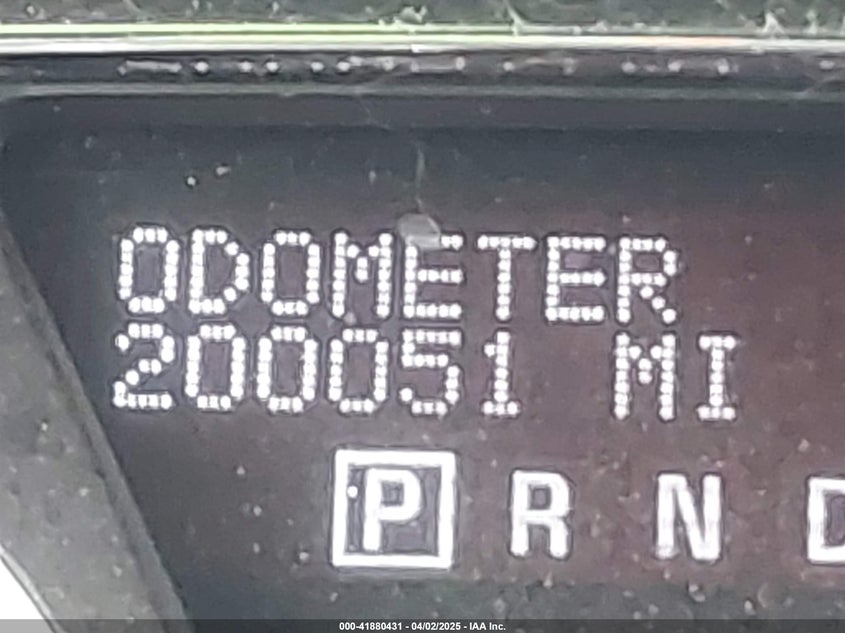 ODOMETER
200051 MI
P R N D
000-41880431 - 04/02/2025 - IAA Inc.